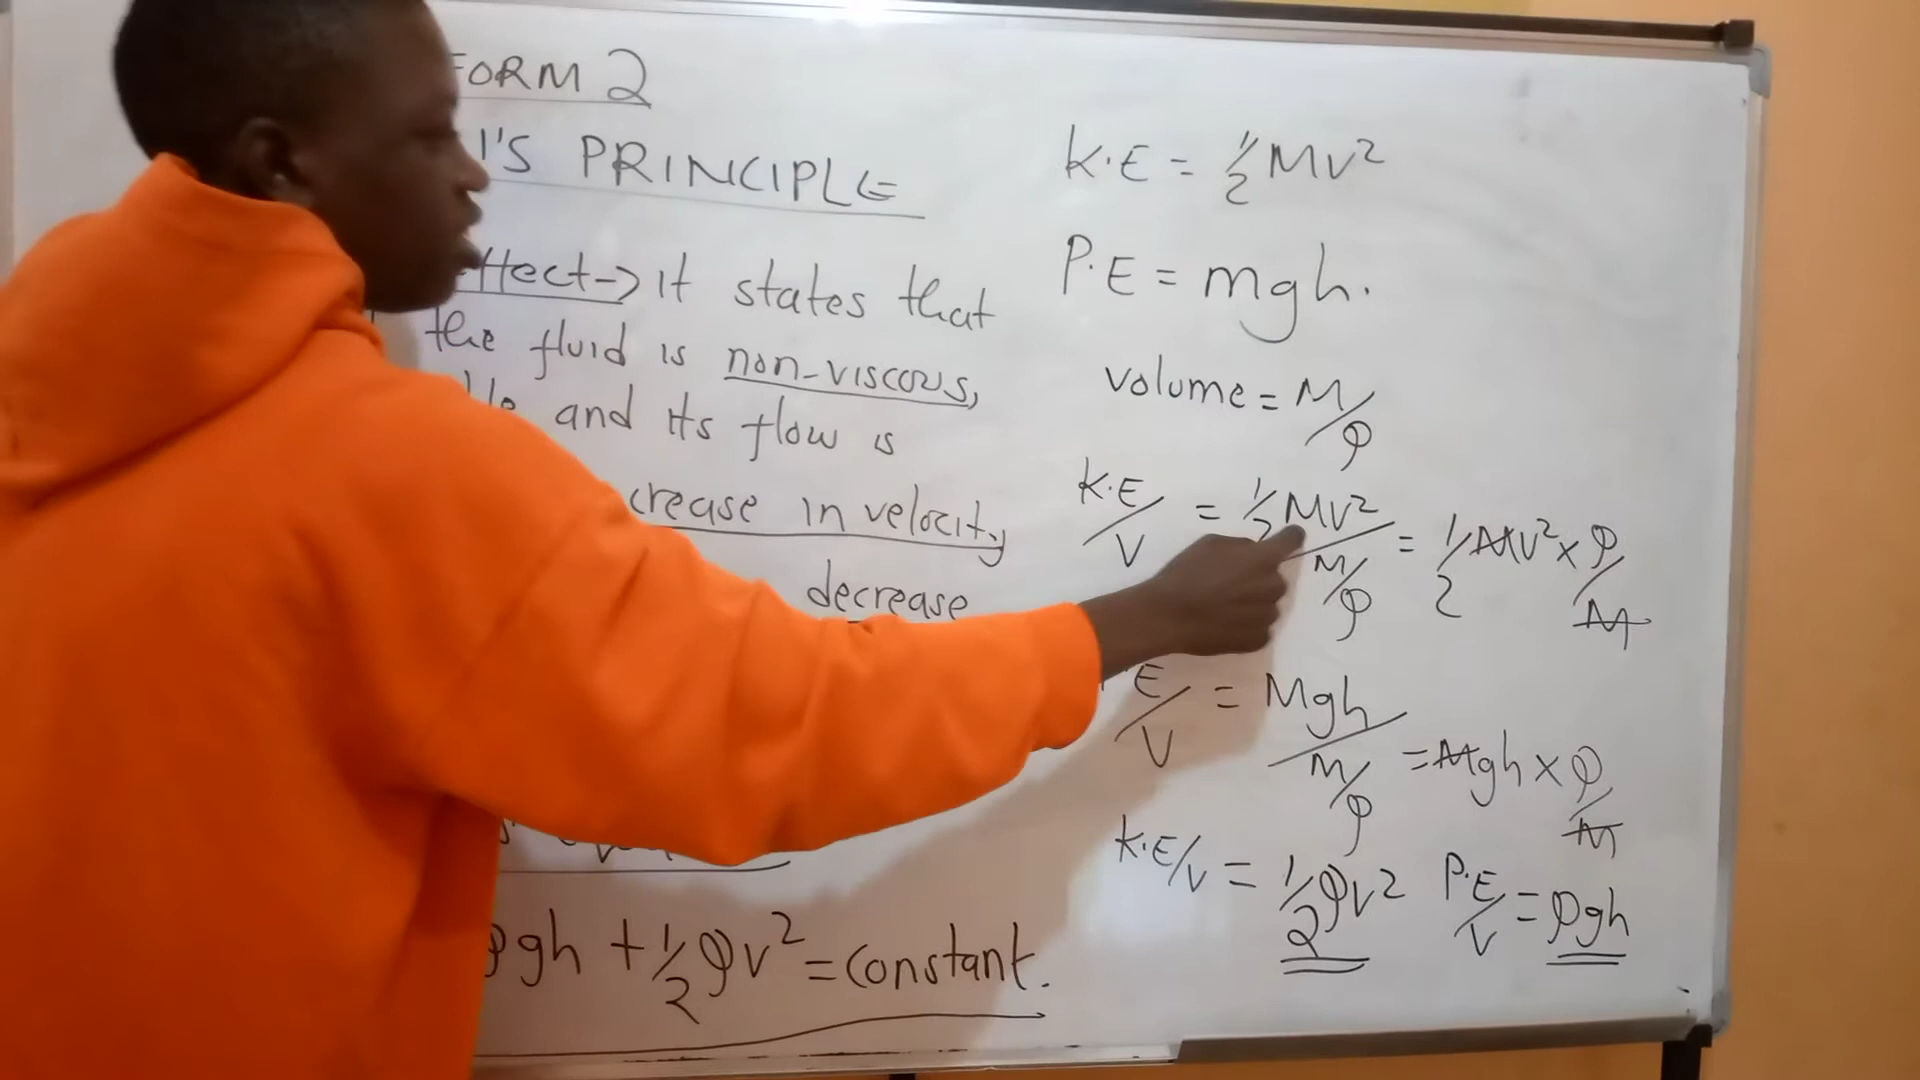 FORM 2
I'S PRINCIPLE
ffect-> it states that
the fluid is non-viscous,
and its flow is
crease in velocity
decrease
ρgh + 1/2 ρv² = constant.
K.E = 1/2 Mv²
P.E = mgh.
volume = M/ρ
K.E/V = 1/2 Mv² / M/ρ = 1/2 Mv² x ρ/M
E/V = Mgh / M/ρ = Mgh x ρ/M
K.E/V = 1/2 ρv² P.E/V = ρgh